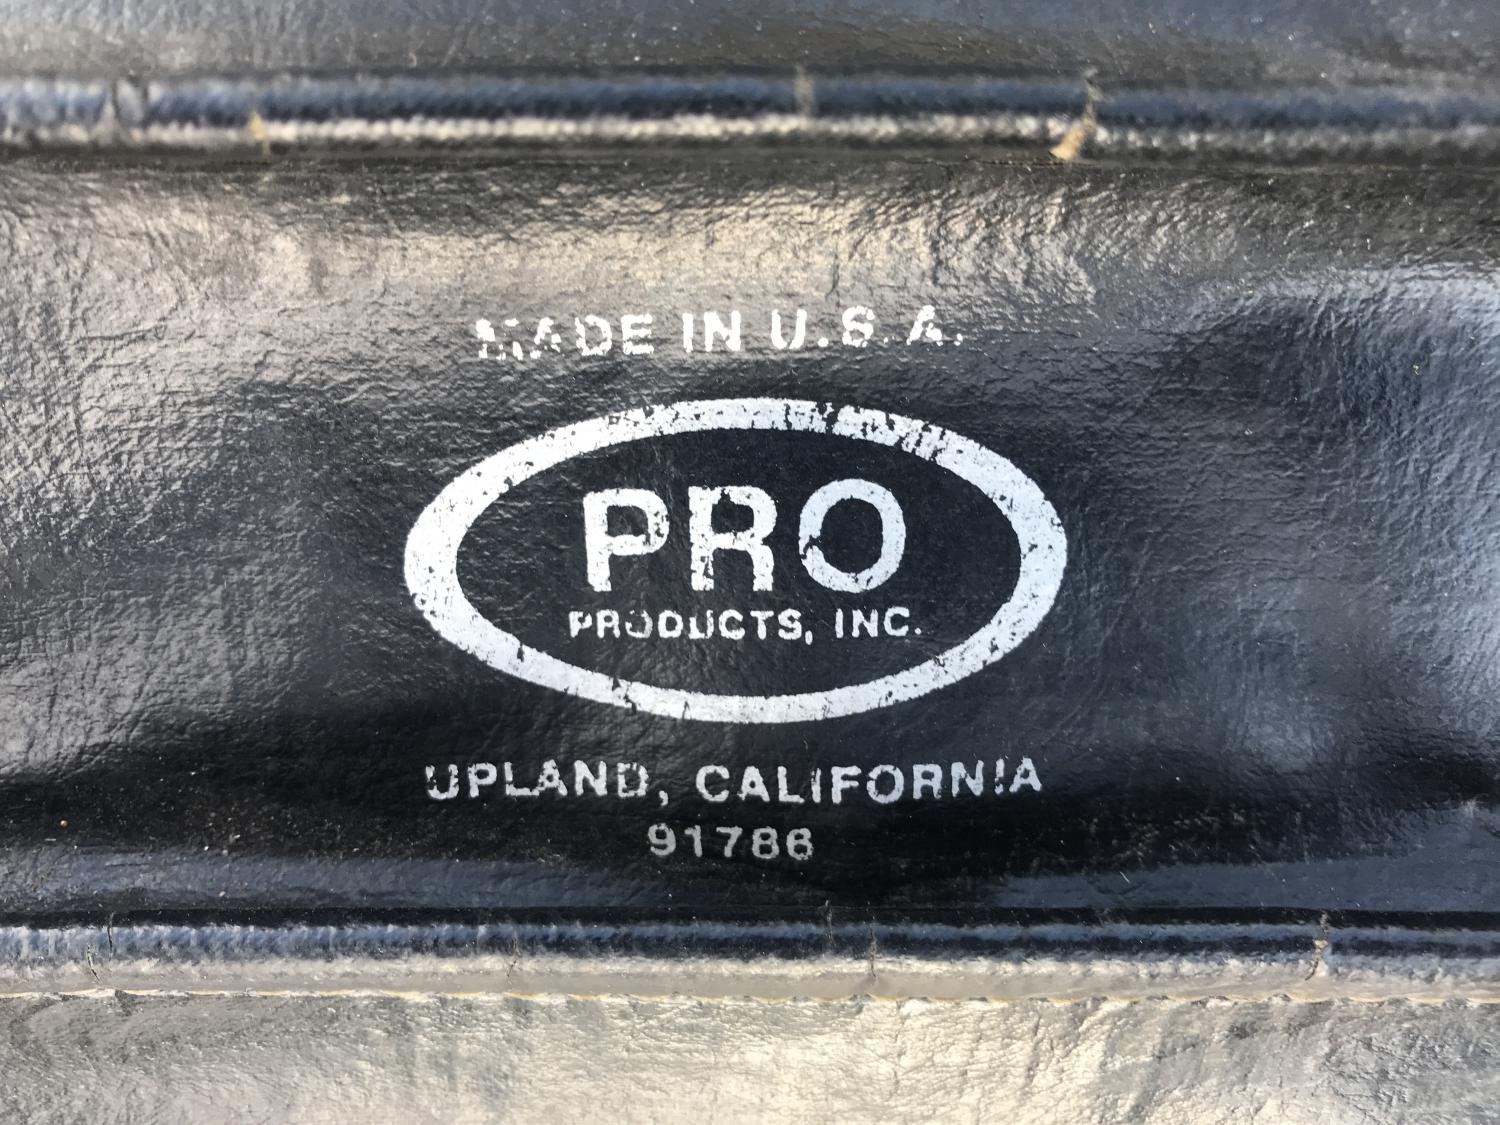 MADE IN U.S.A.
PRO
PRODUCTS, INC.
UPLAND, CALIFORNIA
91786